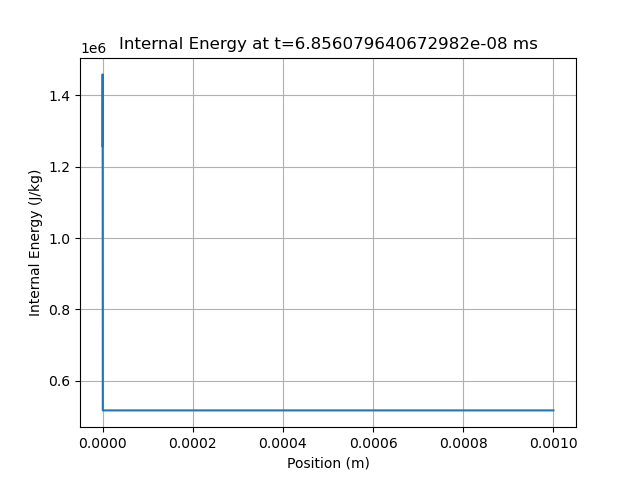 Internal Energy at t=6.856079640672982e-08 ms
1e6
1.4
1.2
1.0
0.8
0.6
Internal Energy (J/kg)
0.0000 0.0002 0.0004 0.0006 0.0008 0.0010
Position (m)